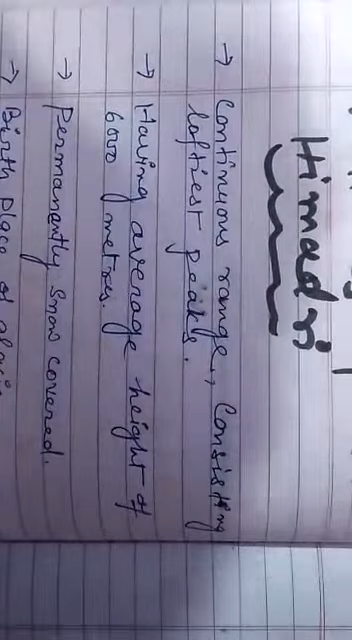 Himadri
→ Continuous range, Consisting
loftiest peaks.
→ Having average height of
6000 metres.
→ Permanently snow covered.
→ Birth place of